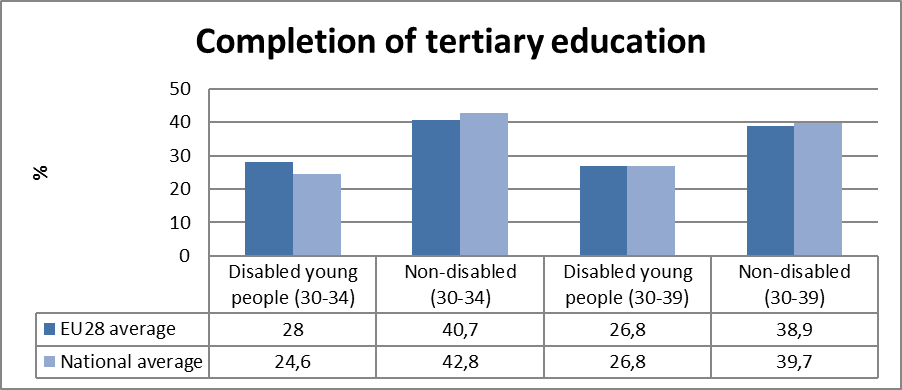 Completion of tertiary education
%
50
40
30
20
10
0
Disabled young people (30-34) Non-disabled (30-34) Disabled young people (30-39) Non-disabled (30-39)
EU28 average 28 40,7 26,8 38,9
National average 24,6 42,8 26,8 39,7